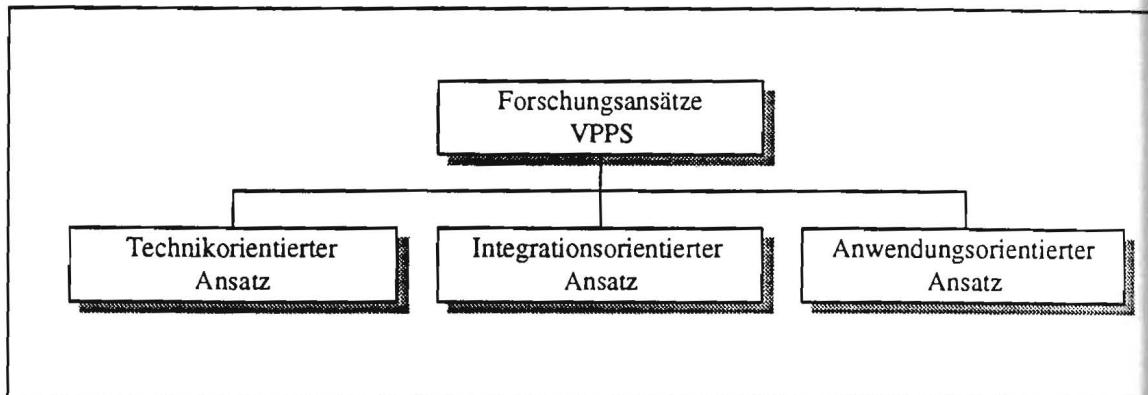 Forschungsansätze
VPPS
Technikorientierter
Ansatz
Integrationsorientierter
Ansatz
Anwendungsorientierter
Ansatz